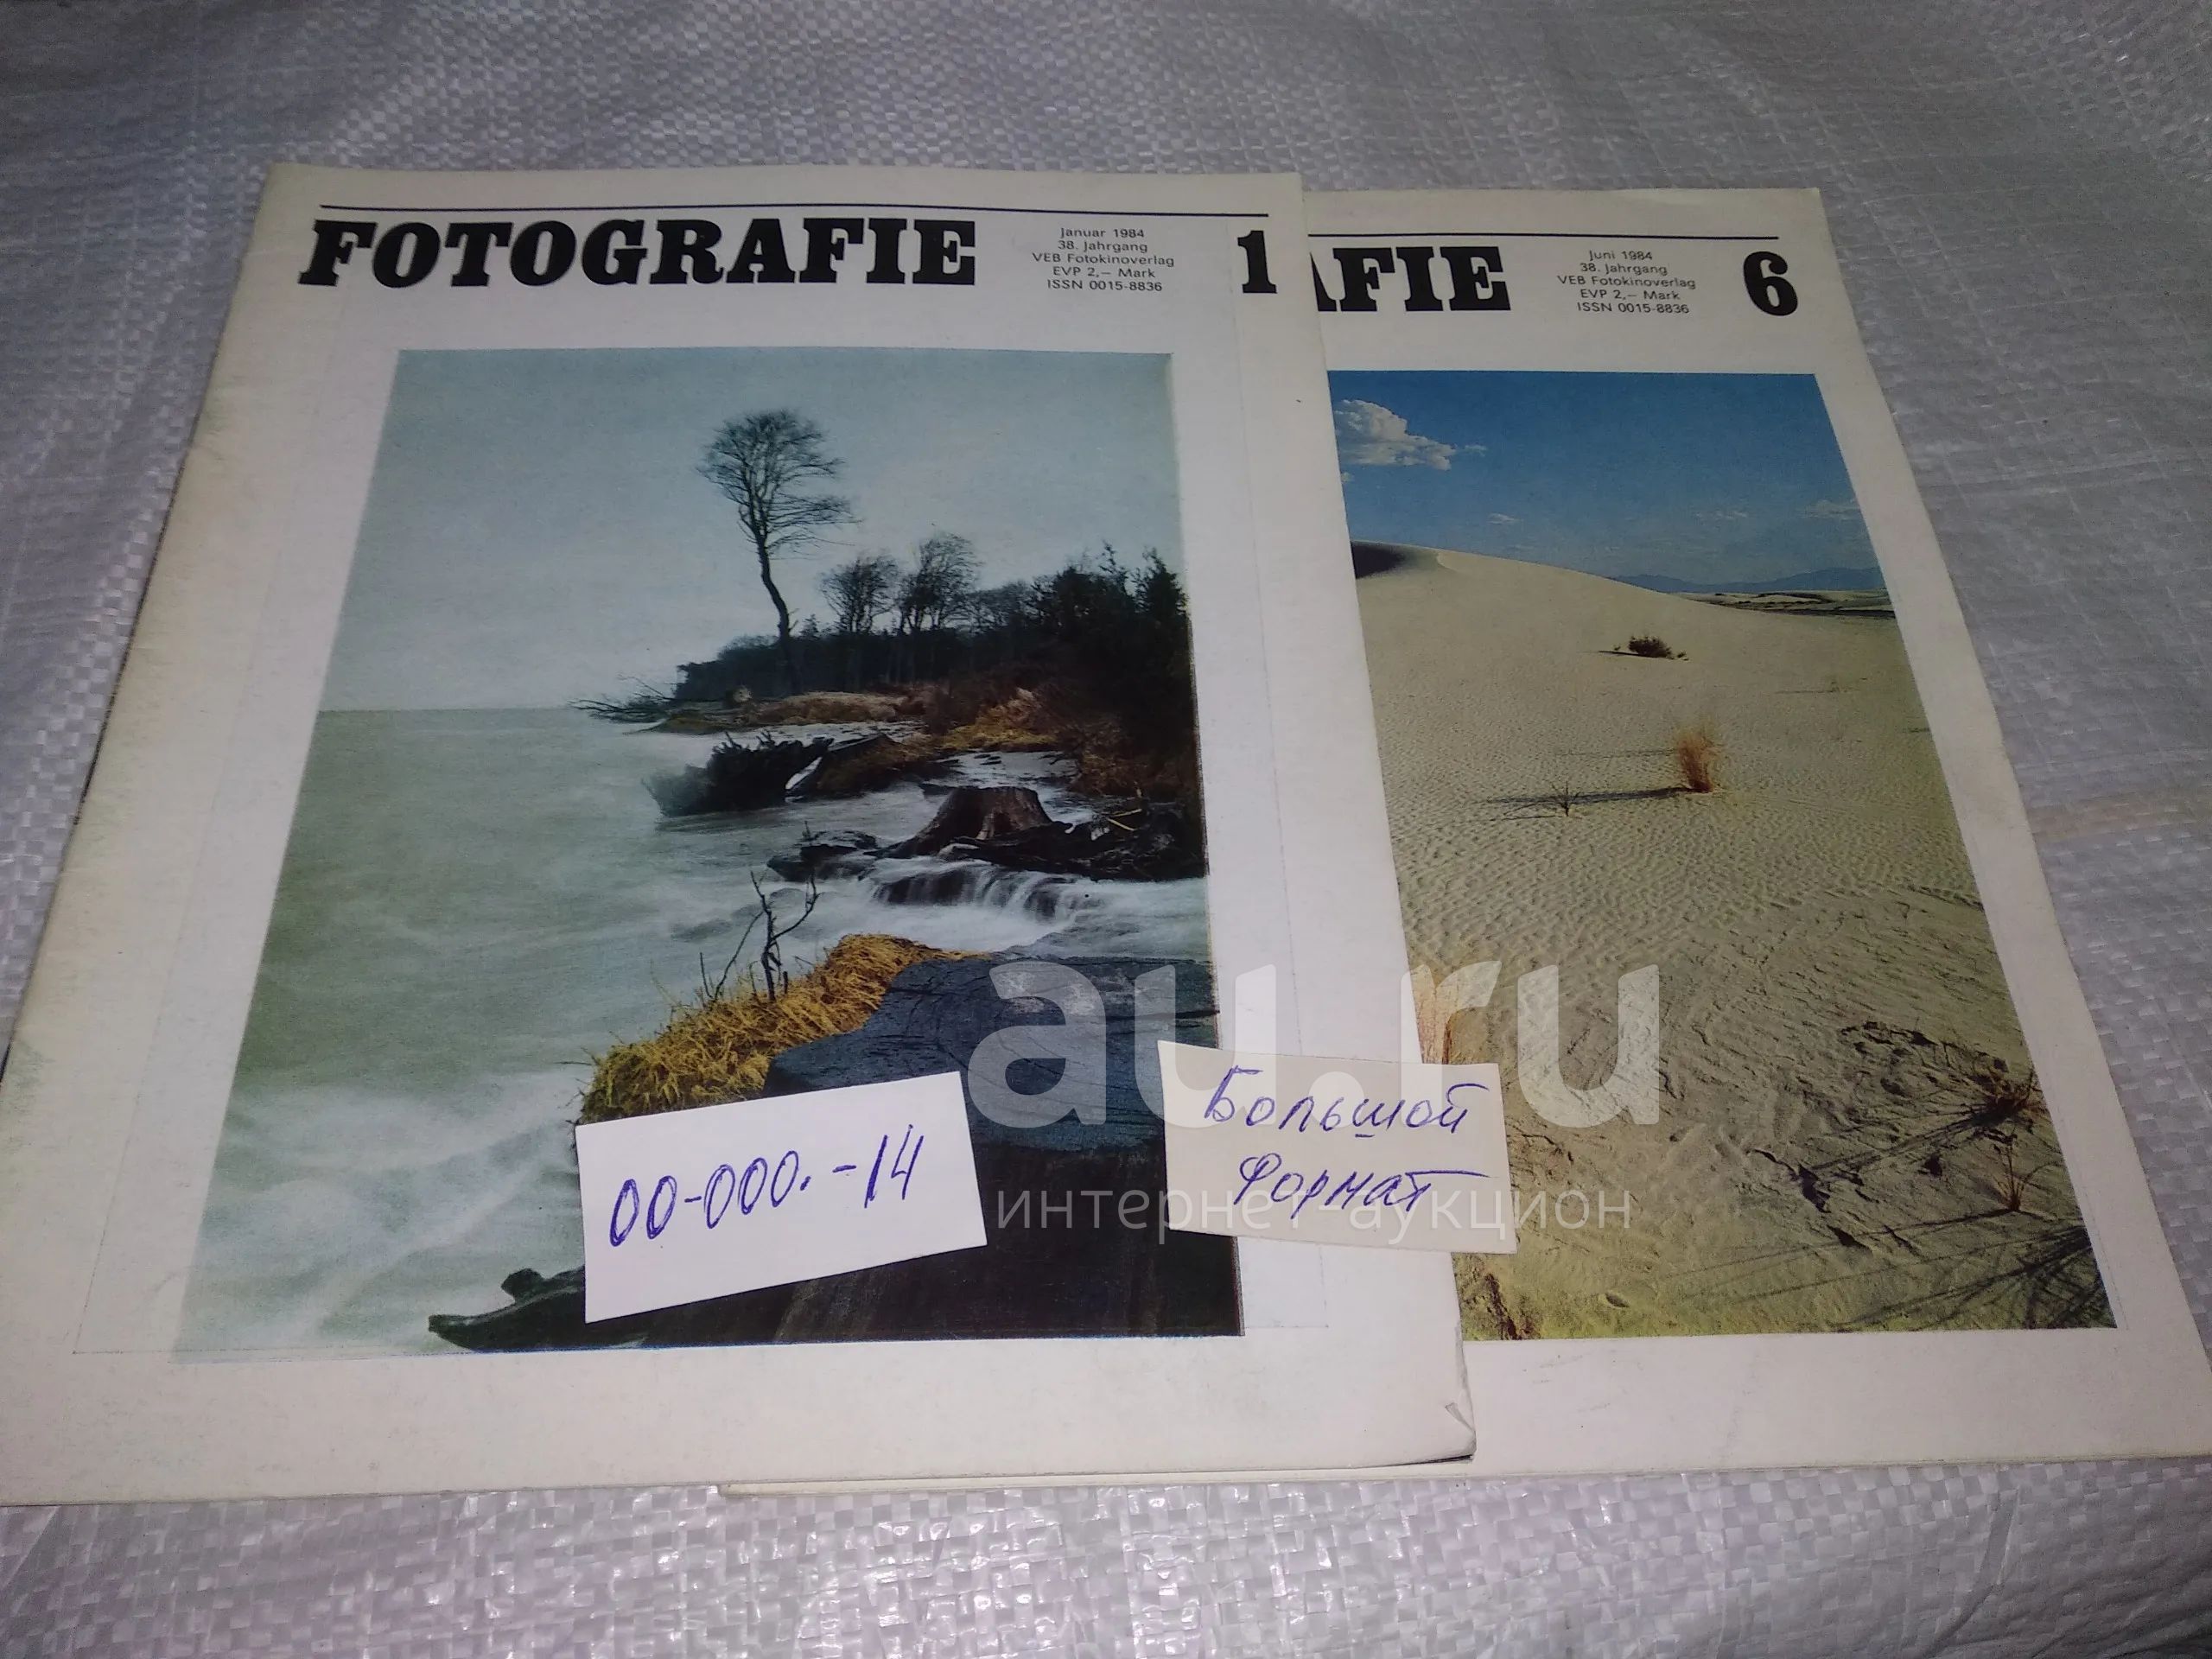 FOTOGRAFIE
Januar 1984
38. Jahrgang
VEB Fotokinoverlag
EVP 2,– Mark
ISSN 0015-8836
1
AFIE
Juni 1984
38. Jahrgang
VEB Fotokinoverlag
EVP 2,– Mark
ISSN 0015-8836
6
au.ru
интернет-аукцион
00-000.-14
Большой
Формат